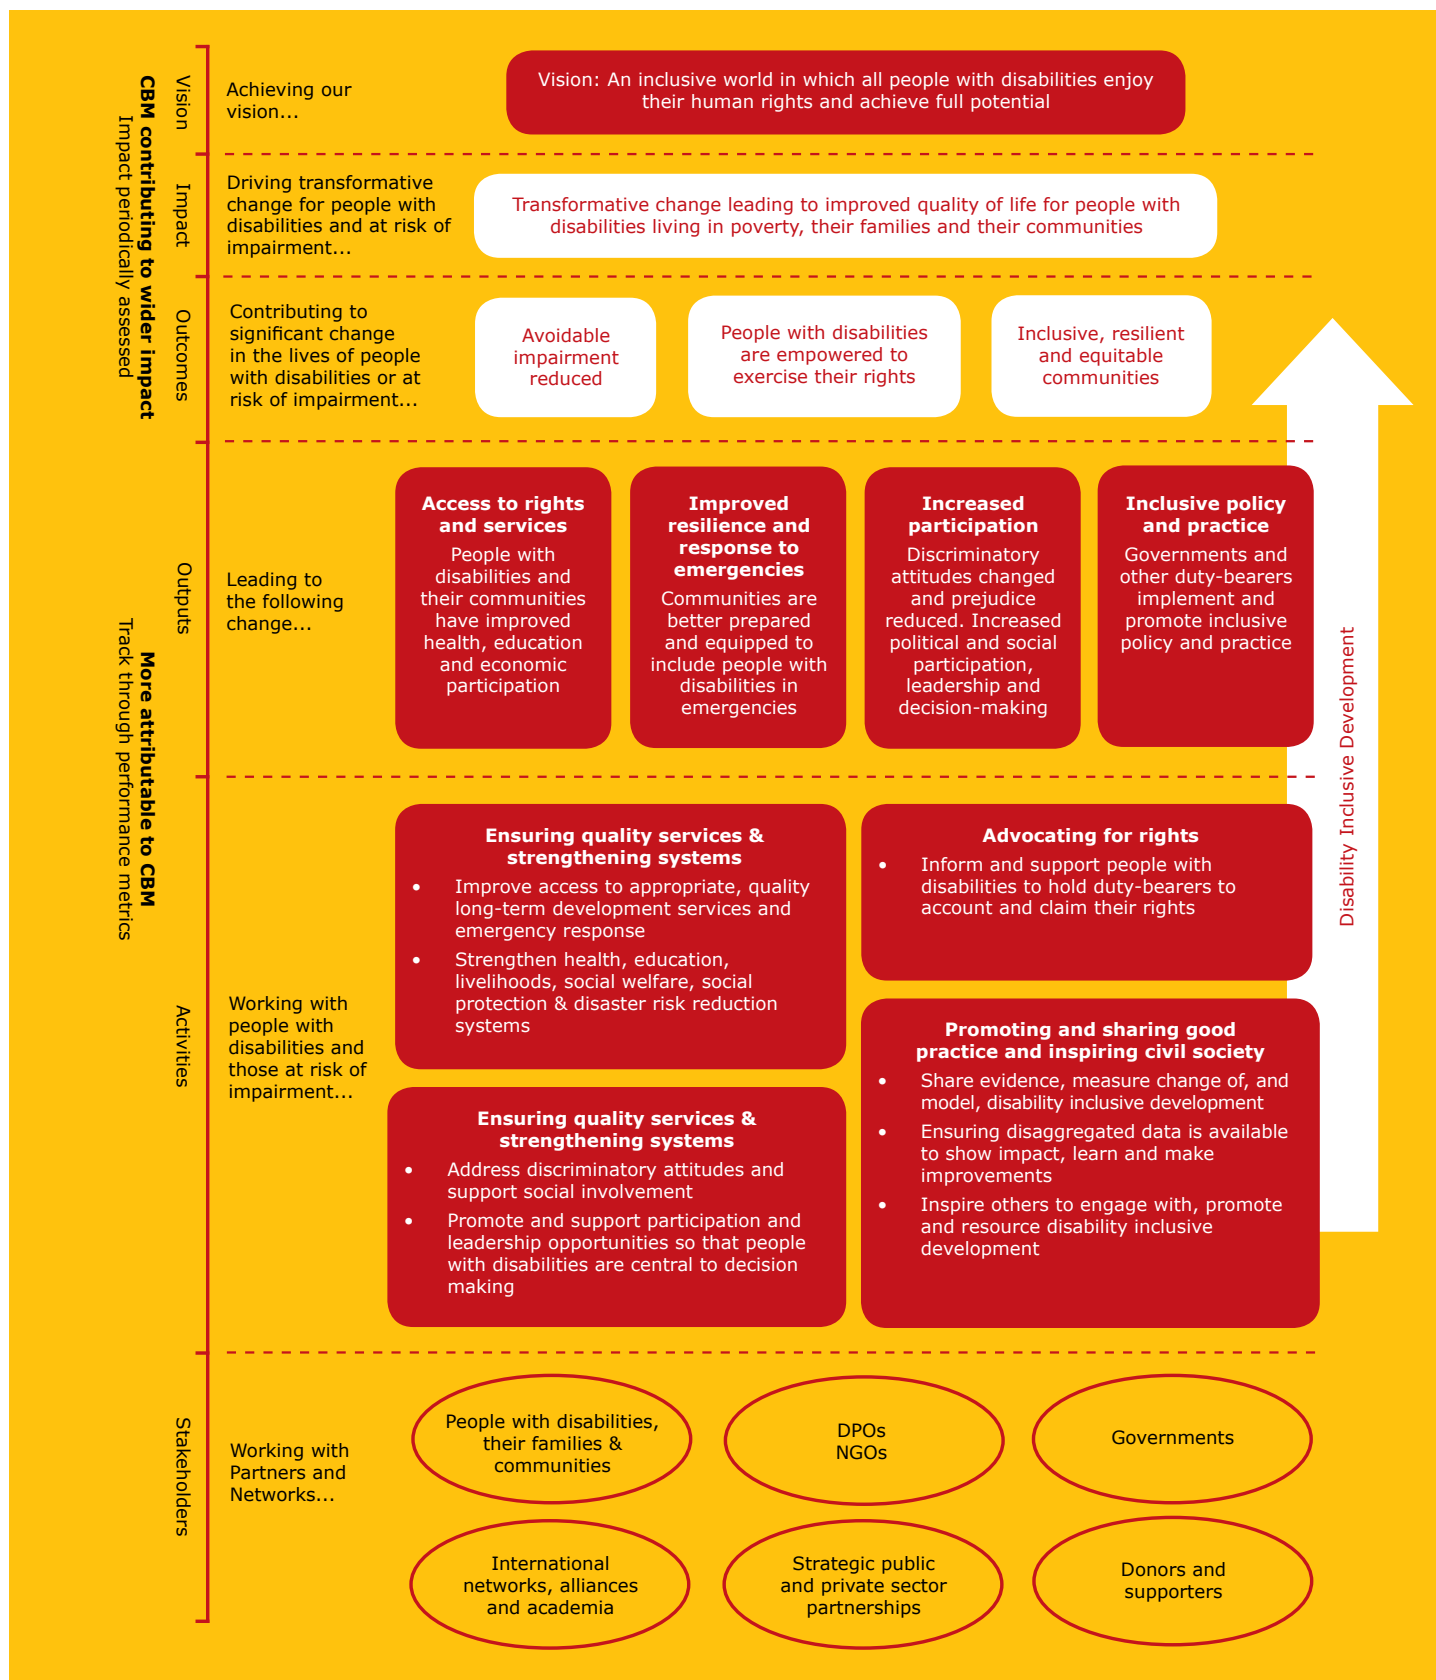 CBM contributing to wider impact
Impact periodically assessed
More attributable to CBM
Track through performance metrics
Vision
Achieving our
vision...
Vision: An inclusive world in which all people with disabilities enjoy
their human rights and achieve full potential
Impact
Driving transformative
change for people with
disabilities and at risk of
impairment...
Transformative change leading to improved quality of life for people with
disabilities living in poverty, their families and their communities
Outcomes
Contributing to
significant change
in the lives of people
with disabilities or at
risk of impairment...
Avoidable
impairment
reduced
People with disabilities
are empowered to
exercise their rights
Inclusive, resilient
and equitable
communities
Outputs
Leading to
the following
change...
Access to rights
and services
People with
disabilities and
their communities
have improved
health, education
and economic
participation
Improved
resilience and
response to
emergencies
Communities are
better prepared
and equipped to
include people with
disabilities in
emergencies
Increased
participation
Discriminatory
attitudes changed
and prejudice
reduced. Increased
political and social
participation,
leadership and
decision-making
Inclusive policy
and practice
Governments and
other duty-bearers
implement and
promote inclusive
policy and practice
Disability Inclusive Development
Activities
Working with
people with
disabilities and
those at risk of
impairment...
Ensuring quality services &
strengthening systems
• Improve access to appropriate, quality
long-term development services and
emergency response
• Strengthen health, education,
livelihoods, social welfare, social
protection & disaster risk reduction
systems
Advocating for rights
• Inform and support people with
disabilities to hold duty-bearers to
account and claim their rights
Ensuring quality services &
strengthening systems
• Address discriminatory attitudes and
support social involvement
• Promote and support participation and
leadership opportunities so that people
with disabilities are central to decision
making
Promoting and sharing good
practice and inspiring civil society
• Share evidence, measure change of, and
model, disability inclusive development
• Ensuring disaggregated data is available
to show impact, learn and make
improvements
• Inspire others to engage with, promote
and resource disability inclusive
development
Stakeholders
Working with
Partners and
Networks...
People with disabilities,
their families &
communities
DPOs
NGOs
Governments
International
networks, alliances
and academia
Strategic public
and private sector
partnerships
Donors and
supporters